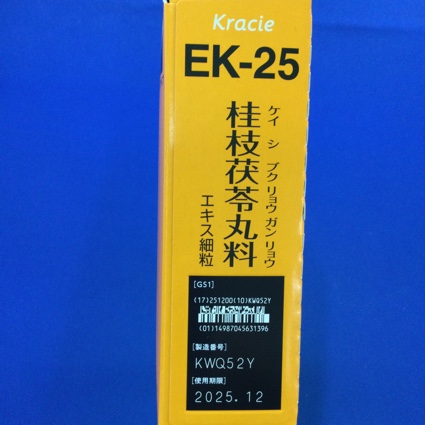 Kracie
EK-25
桂枝茯苓丸料
ケイ シ ブク リョウ ガン リョウ
エキス細粒
[GS1]
(17)251200(10)KWQ52Y
(01)14987045631396
[製造番号]
KWQ52Y
[使用期限]
2025.12